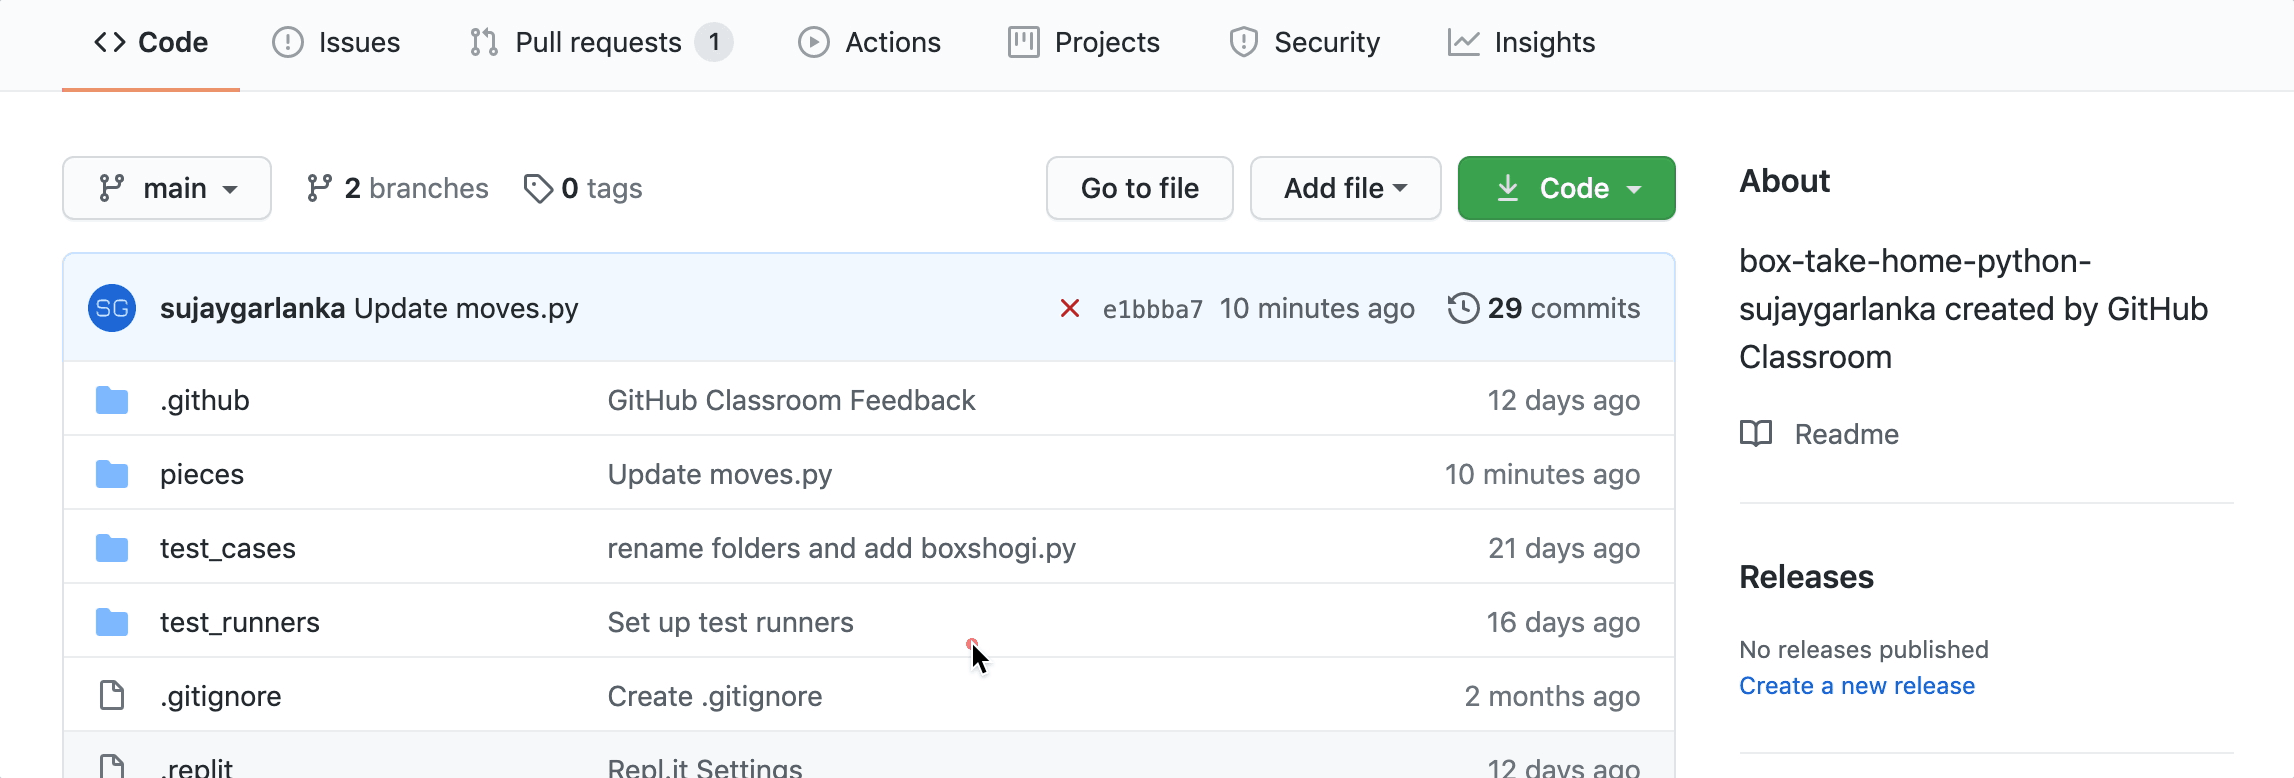 Code Issues Pull requests 1 Actions Projects Security Insights
main 2 branches 0 tags Go to file Add file Code
SG sujaygarlanka Update moves.py e1bbba7 10 minutes ago 29 commits
.github GitHub Classroom Feedback 12 days ago
pieces Update moves.py 10 minutes ago
test_cases rename folders and add boxshogi.py 21 days ago
test_runners Set up test runners 16 days ago
.gitignore Create .gitignore 2 months ago
.replit Repl.it Settings 12 days ago
About
box-take-home-python-
sujaygarlanka created by GitHub
Classroom
Readme
Releases
No releases published
Create a new release